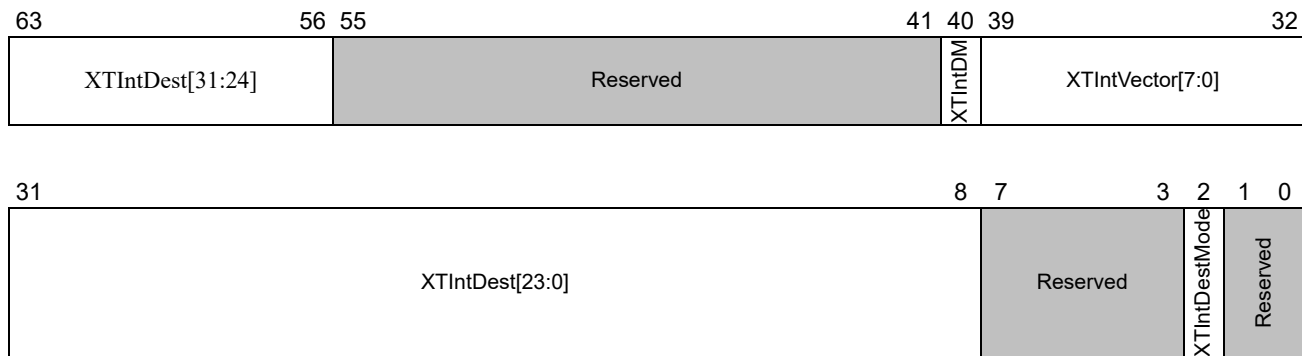 63 56 55 41 40 39 32
XTIntDest[31:24] Reserved XTIntDM XTIntVector[7:0]
31 8 7 3 2 1 0
XTIntDest[23:0] Reserved XTIntDestMode Reserved